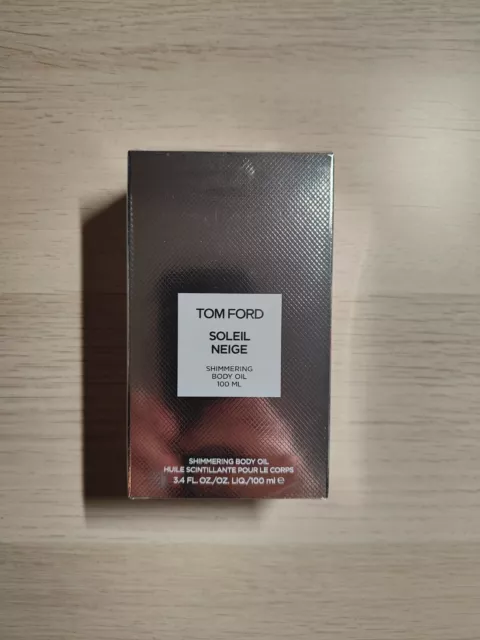 TOM FORD
SOLEIL
NEIGE
SHIMMERING
BODY OIL
100 ML
SHIMMERING BODY OIL
HUILE SCINTILLANTE POUR LE CORPS
3.4 FL. OZ./OZ. LIQ./100 ml ℮